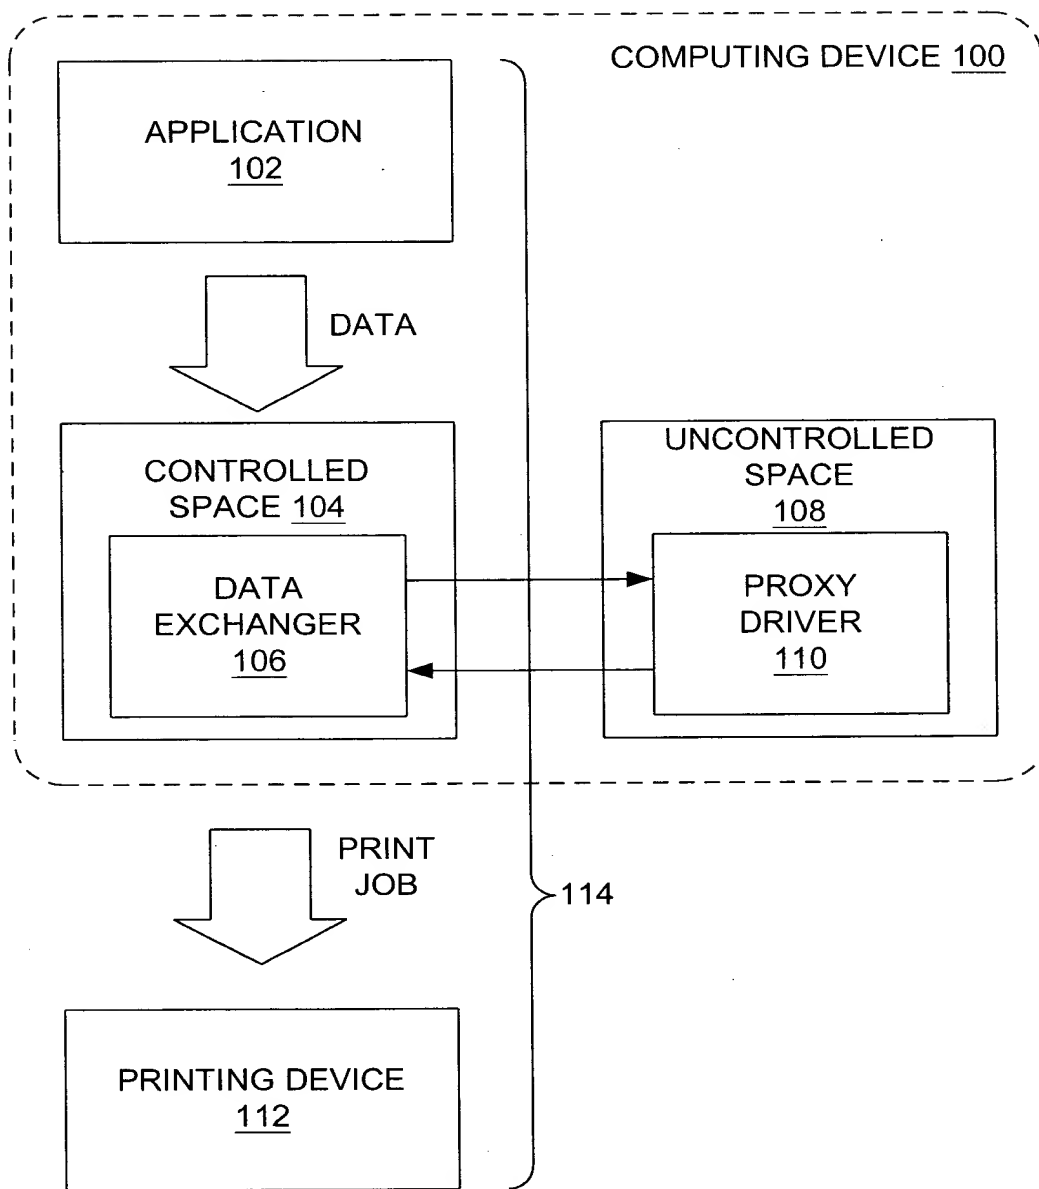 COMPUTING DEVICE 100
APPLICATION
102
DATA
CONTROLLED
SPACE 104
DATA
EXCHANGER
106
UNCONTROLLED
SPACE
108
PROXY
DRIVER
110
PRINT
JOB
114
PRINTING DEVICE
112